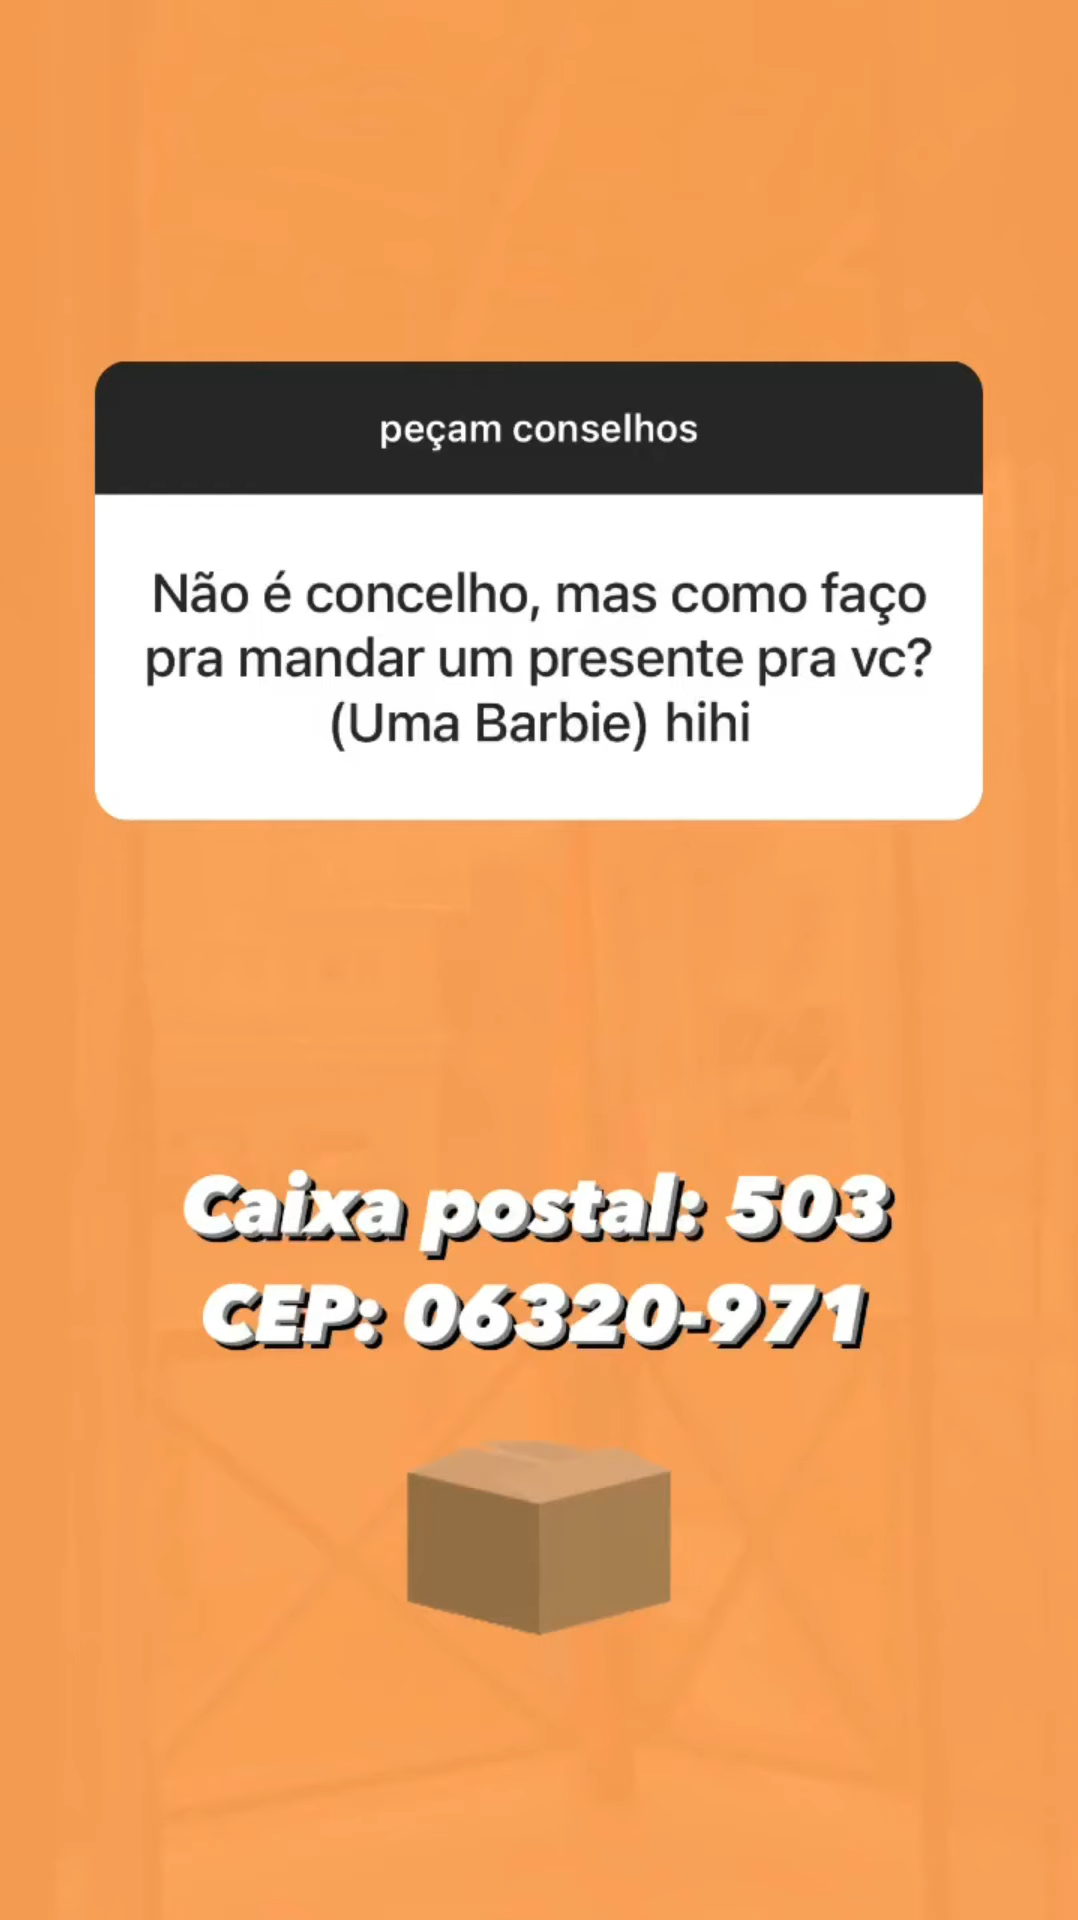 peçam conselhos
Não é concelho, mas como faço
pra mandar um presente pra vc?
(Uma Barbie) hihi
Caixa postal: 503
CEP: 06320-971